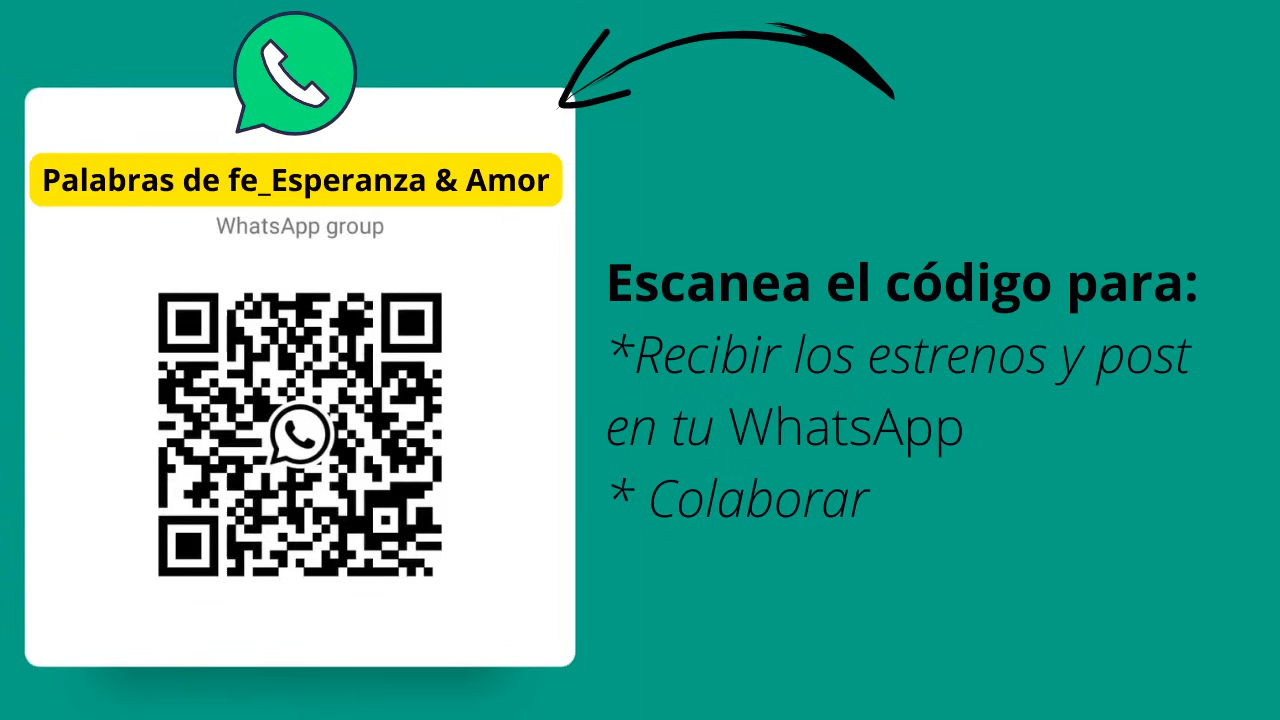 Palabras de fe_Esperanza & Amor
WhatsApp group
Escanea el código para:
*Recibir los estrenos y post
en tu WhatsApp
* Colaborar